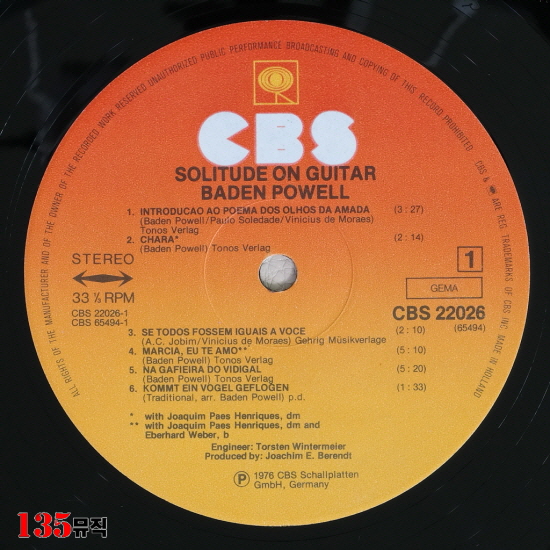 ALL RIGHTS OF THE MANUFACTURER AND OF THE OWNER OF THE RECORDED WORK RESERVED UNAUTHORIZED PUBLIC PERFORMANCE BROADCASTING AND COPYING OF THIS RECORD PROHIBITED
CBS & ARE REG. TRADEMARKS OF CBS INC. MADE IN HOLLAND
CBS
SOLITUDE ON GUITAR
BADEN POWELL
1. INTRODUCAO AO POEMA DOS OLHOS DA AMADA (3:27)
(Baden Powell/Paulo Soledade/Vinicius de Moraes)
Tonos Verlag
2. CHARA* (2:14)
(Baden Powell) Tonos Verlag
STEREO
33 ⅓ RPM
CBS 22026-1
CBS 65494-1
1
GEMA
CBS 22026
(65494)
3. SE TODOS FOSSEM IGUAIS A VOCE (2:10)
(A.C. Jobim/Vinicius de Moraes) Gehrig Müsikverlage
4. MARCIA, EU TE AMO** (5:10)
(Baden Powell) Tonos Verlag
5. NA GAFIEIRA DO VIDIGAL (5:20)
(Baden Powell) Tonos Verlag
6. KOMMT EIN VOGEL GEFLOGEN (1:33)
(Traditional, arr. Baden Powell) p.d.
* with Joaquim Paes Henriques, dm
** with Joaquim Paes Henriques, dm and
Eberhard Weber, b
Engineer: Torsten Wintermeier
Produced by: Joachim E. Berendt
Ⓟ 1976 CBS Schallplatten
GmbH, Germany
135뮤직